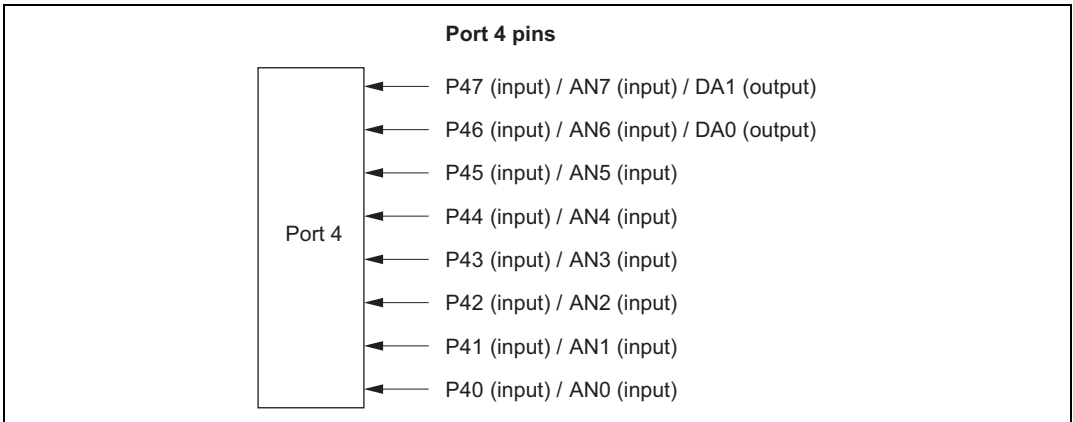 Port 4 pins
P47 (input) / AN7 (input) / DA1 (output)
P46 (input) / AN6 (input) / DA0 (output)
P45 (input) / AN5 (input)
P44 (input) / AN4 (input)
Port 4
P43 (input) / AN3 (input)
P42 (input) / AN2 (input)
P41 (input) / AN1 (input)
P40 (input) / AN0 (input)